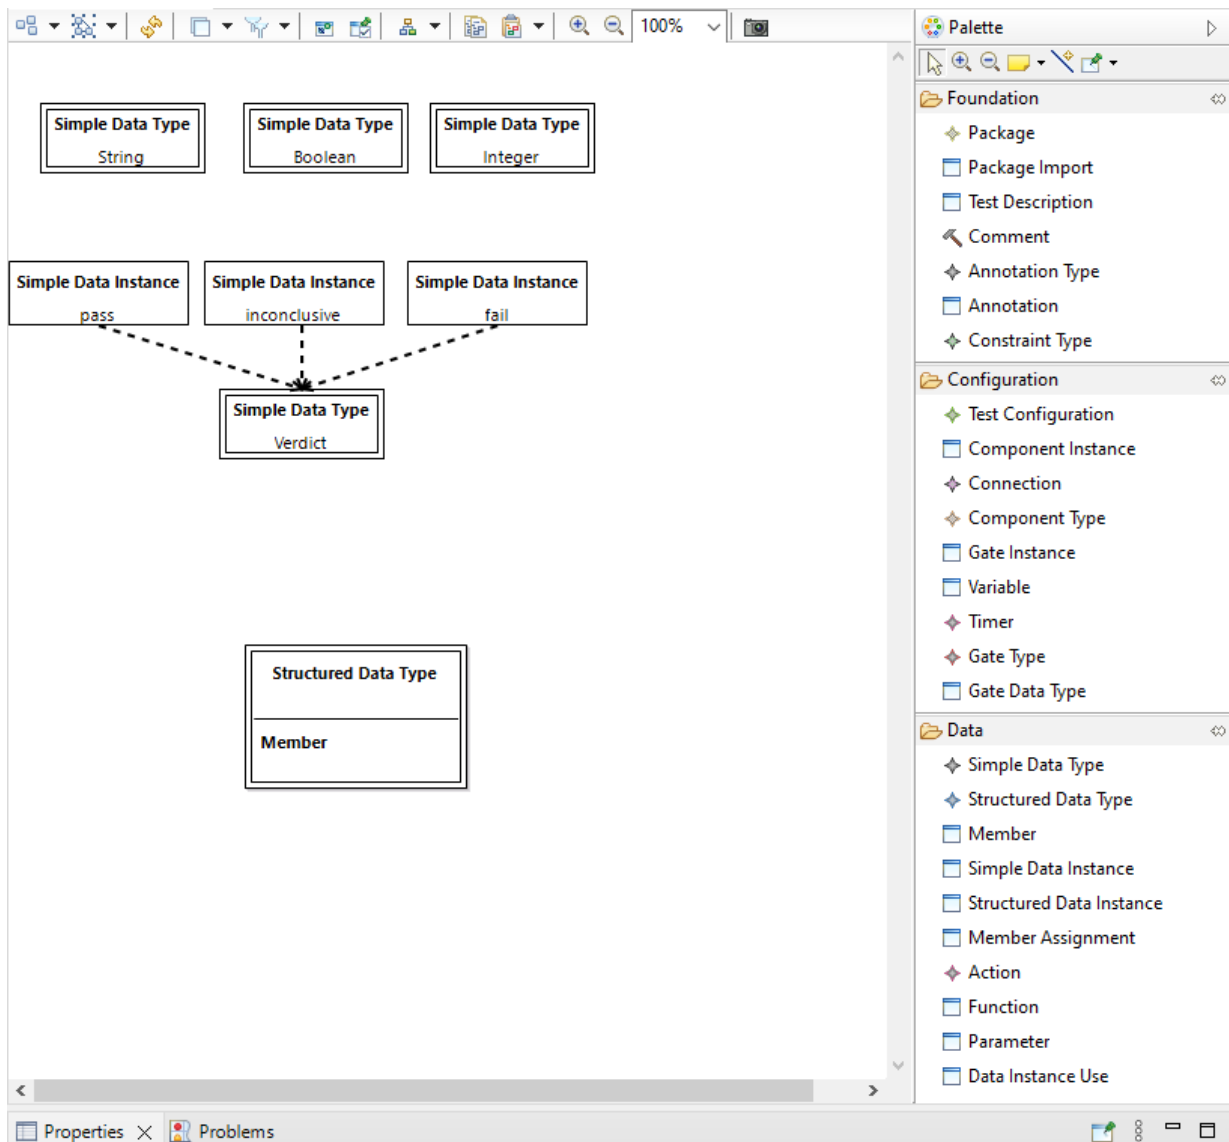 100%
Simple Data Type
String
Simple Data Type
Boolean
Simple Data Type
Integer
Simple Data Instance
pass
Simple Data Instance
inconclusive
Simple Data Instance
fail
Simple Data Type
Verdict
Structured Data Type
Member
Palette
Foundation
Package
Package Import
Test Description
Comment
Annotation Type
Annotation
Constraint Type
Configuration
Test Configuration
Component Instance
Connection
Component Type
Gate Instance
Variable
Timer
Gate Type
Gate Data Type
Data
Simple Data Type
Structured Data Type
Member
Simple Data Instance
Structured Data Instance
Member Assignment
Action
Function
Parameter
Data Instance Use
Properties
Problems